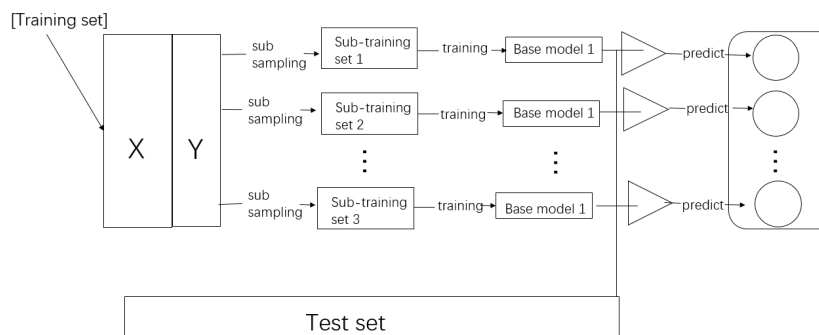 [Training set]
X
Y
sub
sampling
Sub-training
set 1
training
Base model 1
predict
sub
sampling
Sub-training
set 2
training
Base model 1
predict
⋮
⋮
⋮
sub
sampling
Sub-training
set 3
training
Base model 1
predict
Test set